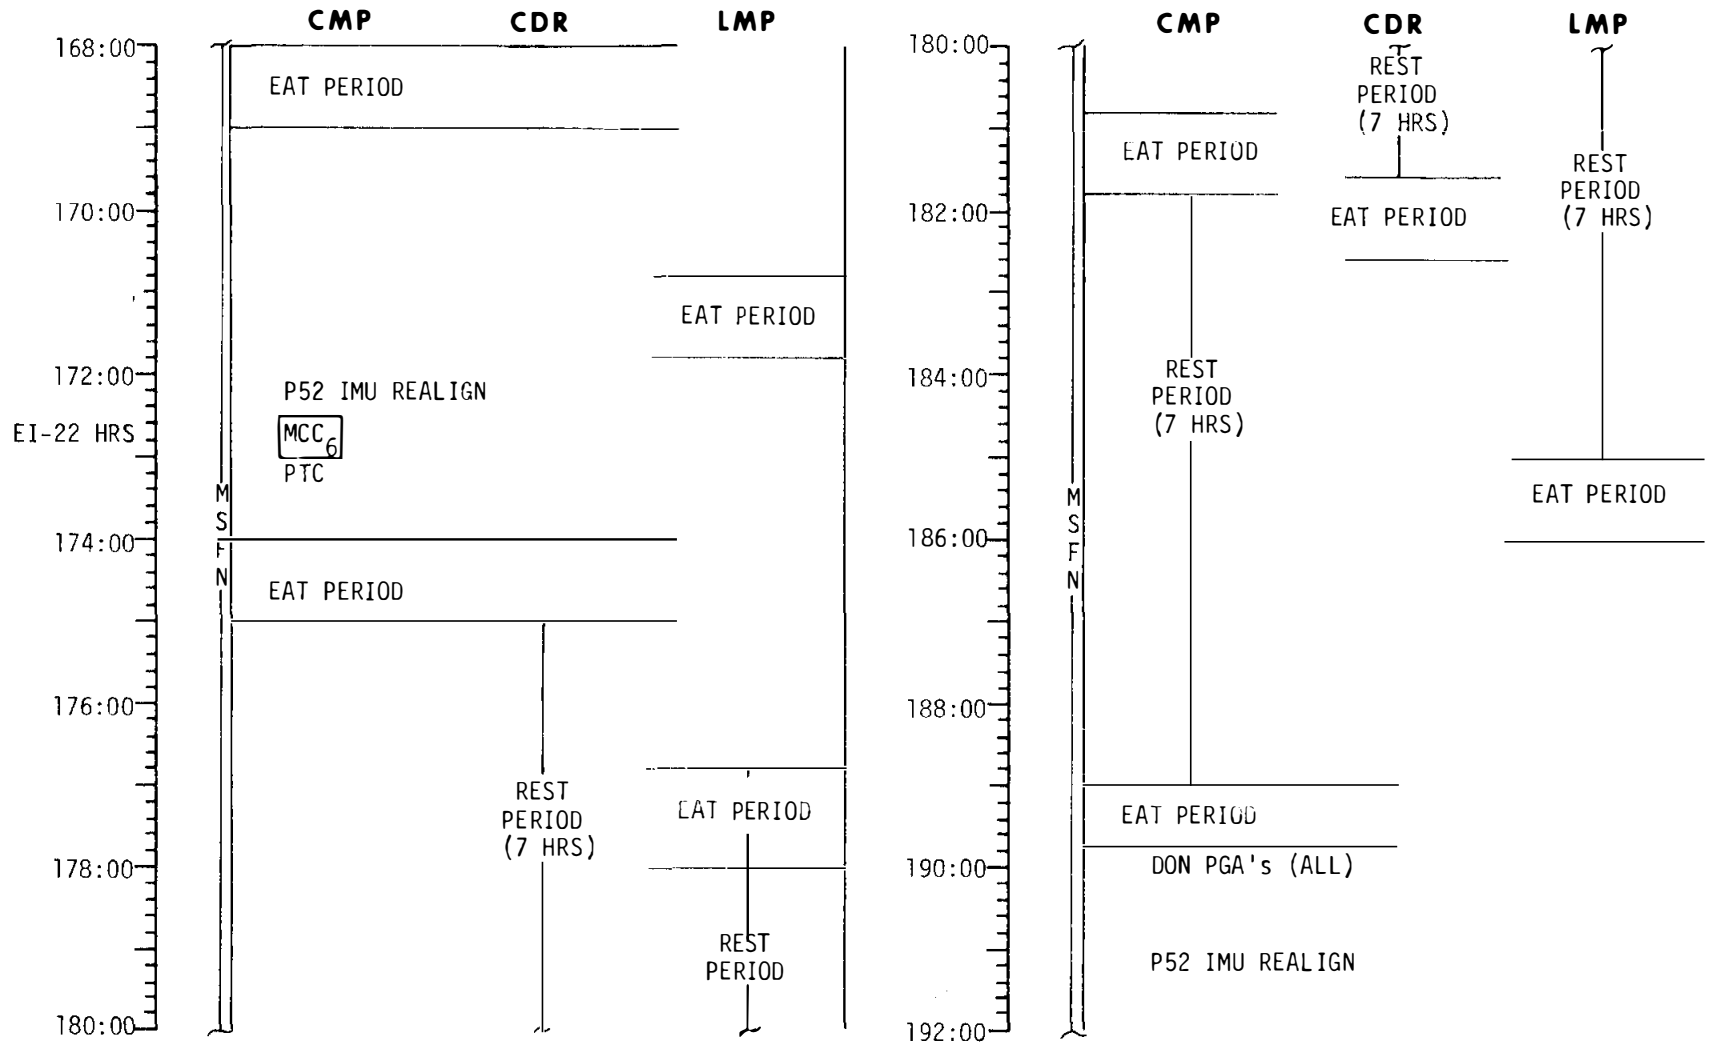 CMP CDR LMP
168:00
EAT PERIOD
170:00
EAT PERIOD
172:00
P52 IMU REALIGN
EI-22 HRS
MCC6
PTC
M
S
F
N
174:00
EAT PERIOD
176:00
REST
PERIOD
(7 HRS)
EAT PERIOD
178:00
REST
PERIOD
180:00
CMP CDR LMP
180:00
REST
PERIOD
(7 HRS)
EAT PERIOD
REST
PERIOD
(7 HRS)
182:00
EAT PERIOD
184:00
REST
PERIOD
(7 HRS)
EAT PERIOD
M
S
F
N
186:00
188:00
EAT PERIOD
190:00
DON PGA's (ALL)
P52 IMU REALIGN
192:00